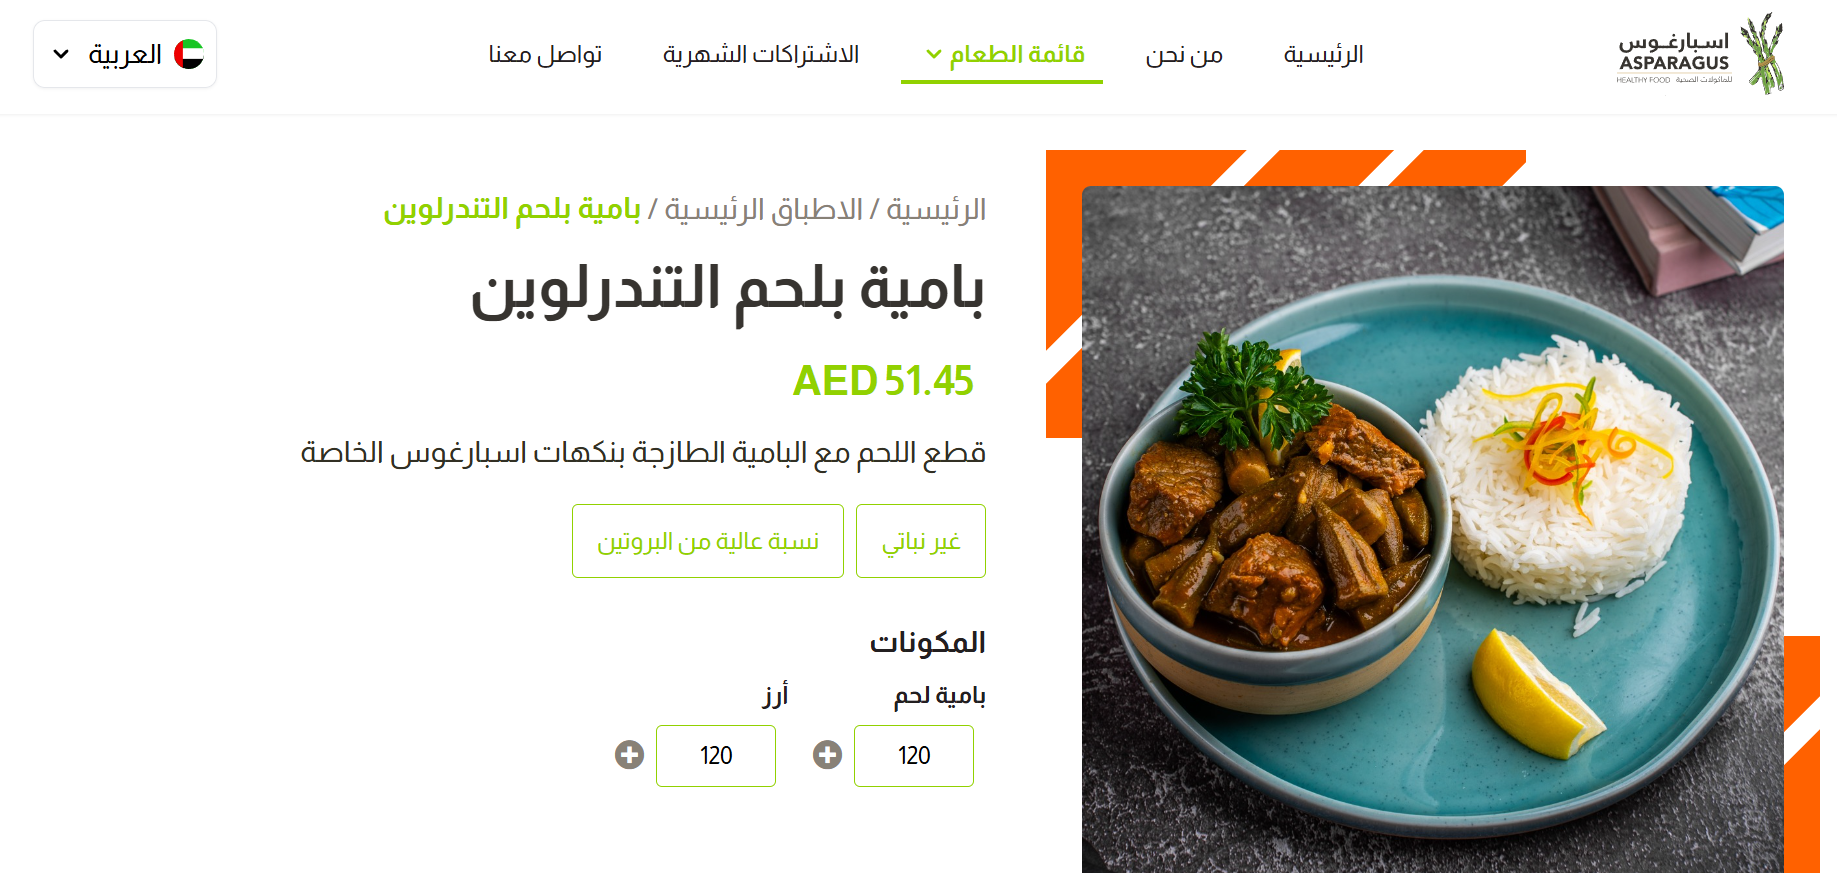 اسبارغوس
ASPARAGUS
HEALTHY FOOD للمأكولات الصحية
الرئيسية
من نحن
قائمة الطعام
الاشتراكات الشهرية
تواصل معنا
العربية
الرئيسية / الاطباق الرئيسية / بامية بلحم التندرلوين
بامية بلحم التندرلوين
AED 51.45
قطع اللحم مع البامية الطازجة بنكهات اسبارغوس الخاصة
غير نباتي
نسبة عالية من البروتين
المكونات
بامية لحم
120
أرز
120